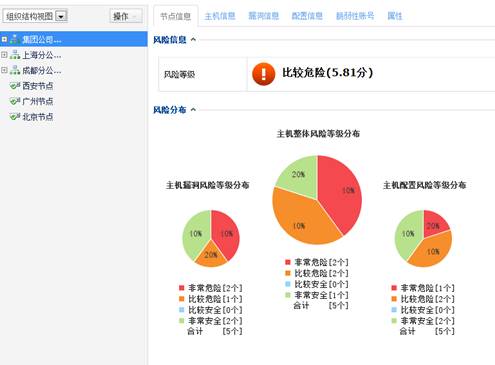 组织结构视图
操作
集团公司...
上海分公...
成都分公...
西安节点
广州节点
北京节点
节点信息 主机信息 漏洞信息 配置信息 脆弱性账号 属性
风险信息
风险等级
比较危险(5.81分)
风险分布
主机整体风险等级分布
20%
40%
40%
非常危险[2个]
比较危险[2个]
比较安全[0个]
非常安全[1个]
合计 [5个]
主机漏洞风险等级分布
40%
40%
20%
非常危险[2个]
比较危险[1个]
比较安全[0个]
非常安全[2个]
合计 [5个]
主机配置风险等级分布
40%
20%
40%
非常危险[1个]
比较危险[2个]
比较安全[0个]
非常安全[2个]
合计 [5个]